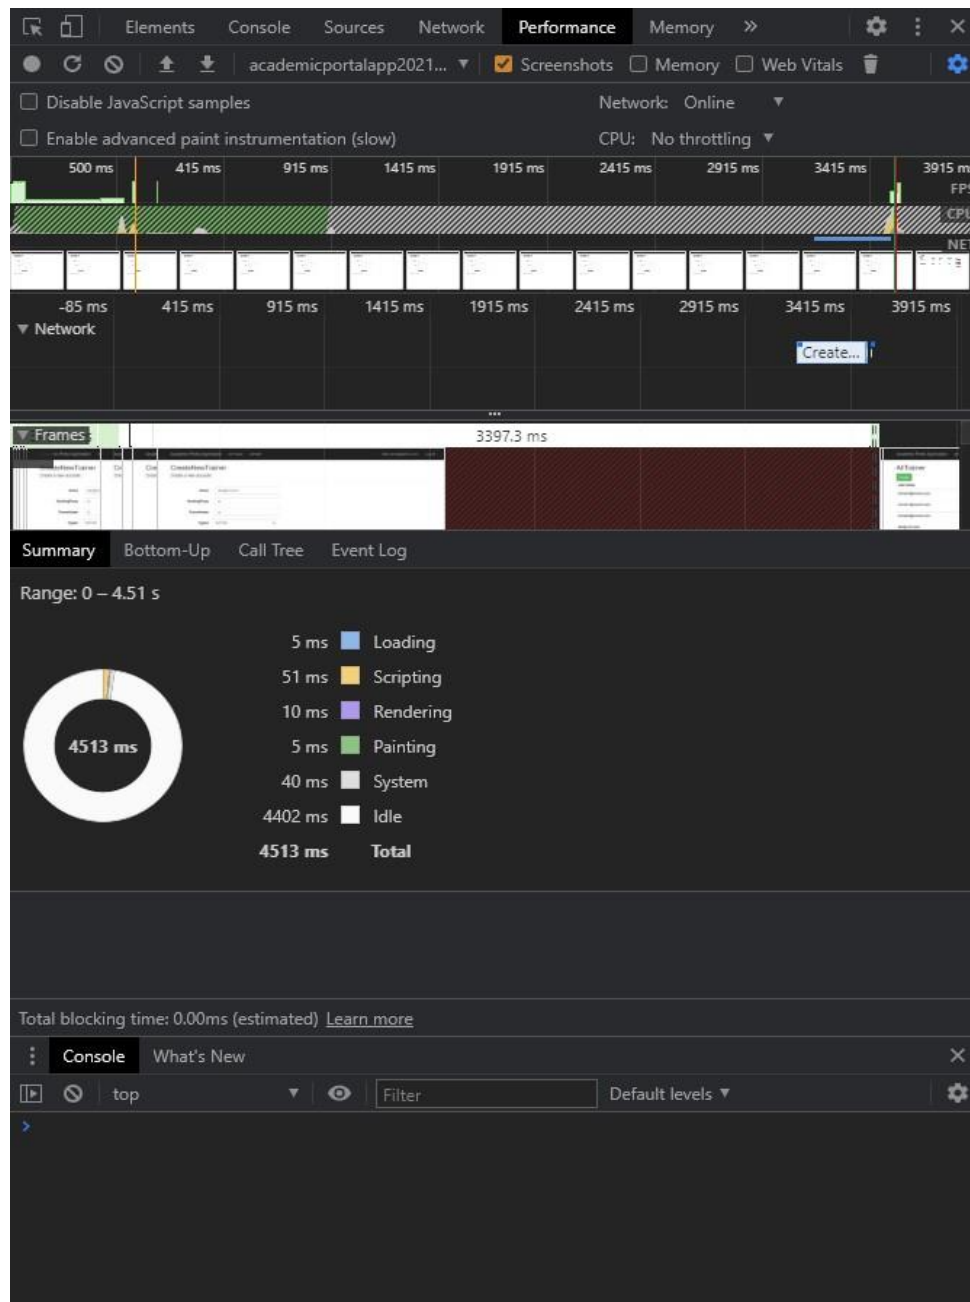 Elements Console Sources Network Performance Memory »
academicportalapp2021... ▼ Screenshots Memory Web Vitals
Disable JavaScript samples Network: Online ▼
Enable advanced paint instrumentation (slow) CPU: No throttling ▼
500 ms 415 ms 915 ms 1415 ms 1915 ms 2415 ms 2915 ms 3415 ms 3915 m
FPS
CPU
NET
-85 ms 415 ms 915 ms 1415 ms 1915 ms 2415 ms 2915 ms 3415 ms 3915 ms
▼ Network
Create...
▼ Frames
3397.3 ms
CreateNewTrainer
AllTrainer
Summary Bottom-Up Call Tree Event Log
Range: 0 – 4.51 s
5 ms Loading
51 ms Scripting
10 ms Rendering
4513 ms
5 ms Painting
40 ms System
4402 ms Idle
4513 ms Total
Total blocking time: 0.00ms (estimated) Learn more
Console What's New
top ▼ Filter Default levels ▼